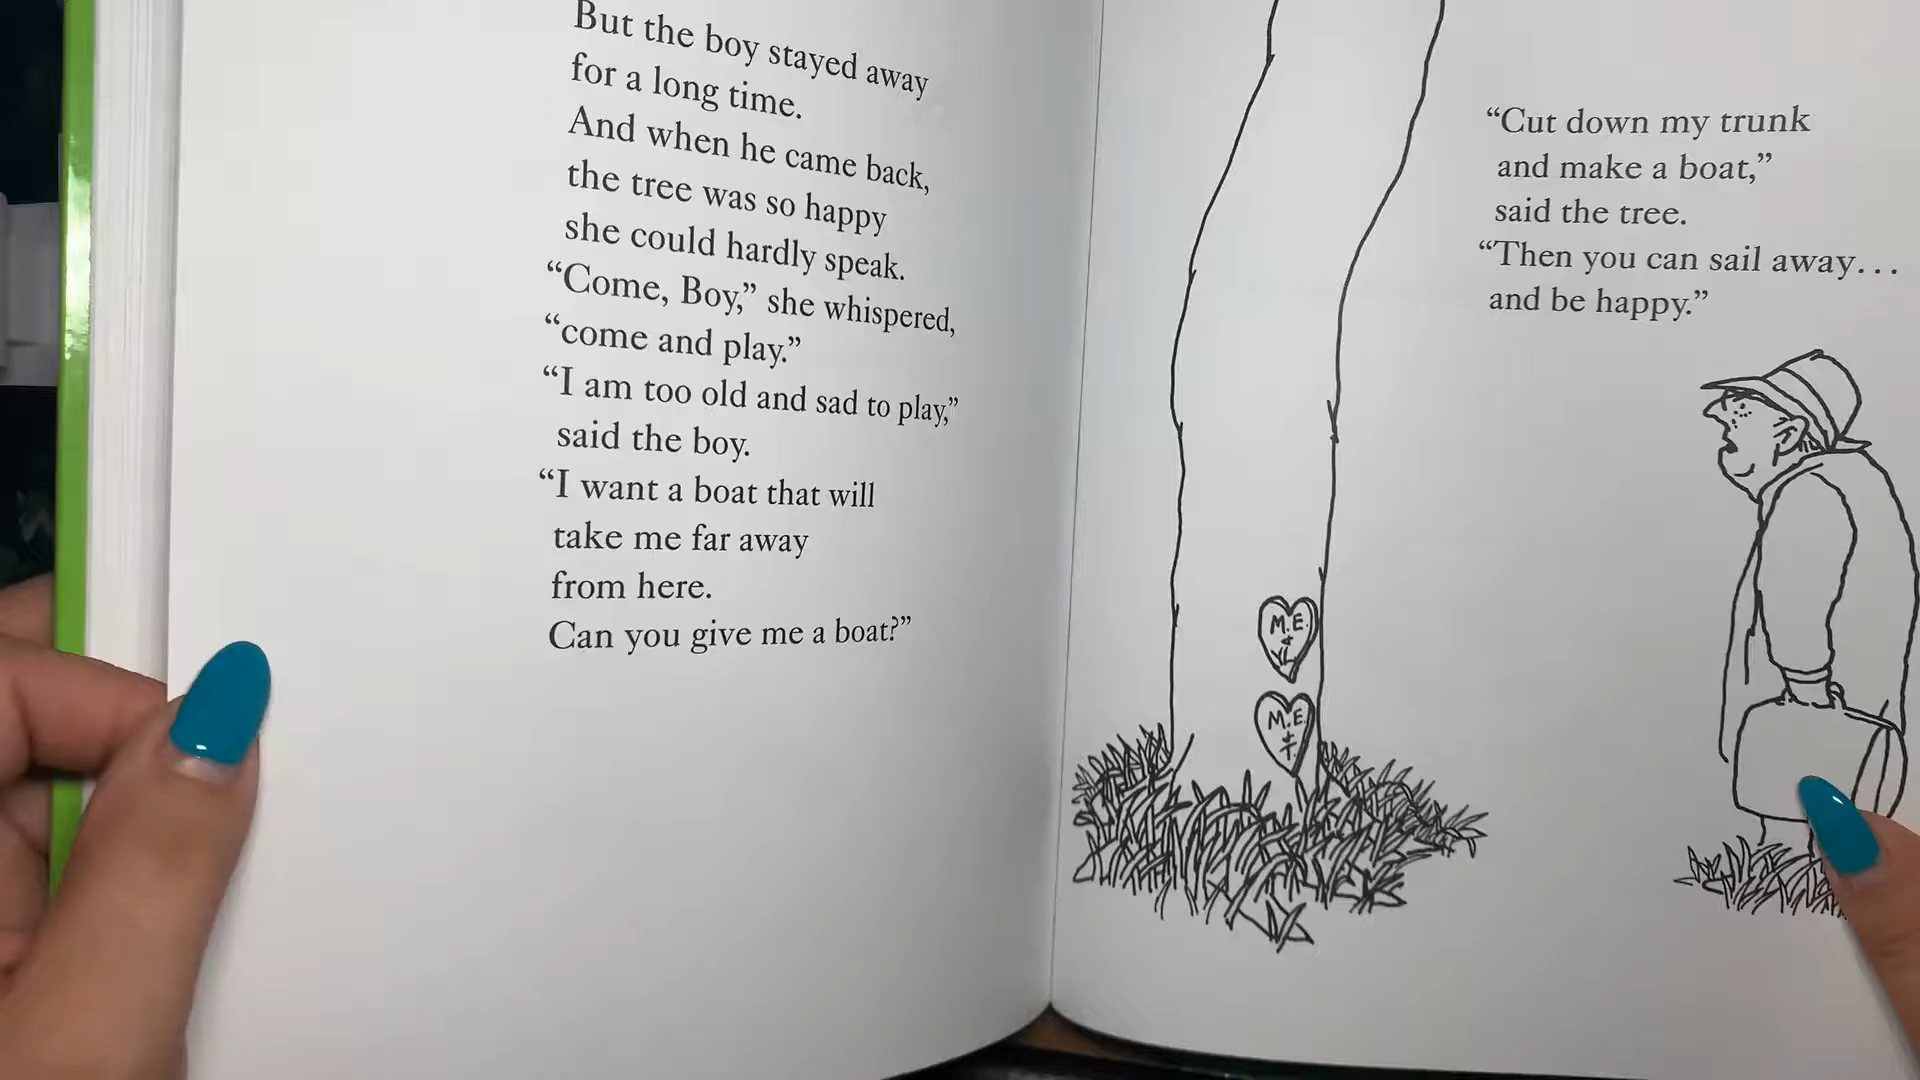 But the boy stayed away
for a long time.
And when he came back,
the tree was so happy
she could hardly speak.
“Come, Boy,” she whispered,
“come and play.”
“I am too old and sad to play,”
said the boy.
“I want a boat that will
take me far away
from here.
Can you give me a boat?”
“Cut down my trunk
and make a boat,”
said the tree.
“Then you can sail away...
and be happy.”
M.E.
+
Y.L.
M.E.
+
T.